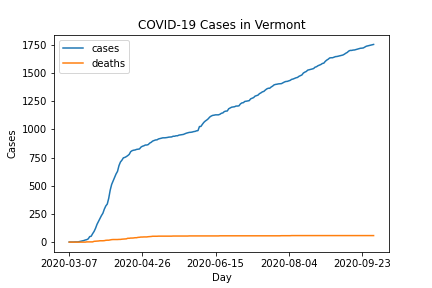 COVID-19 Cases in Vermont
cases
deaths
1750
1500
1250
1000
750
500
250
0
Cases
2020-03-07 2020-04-26 2020-06-15 2020-08-04 2020-09-23
Day